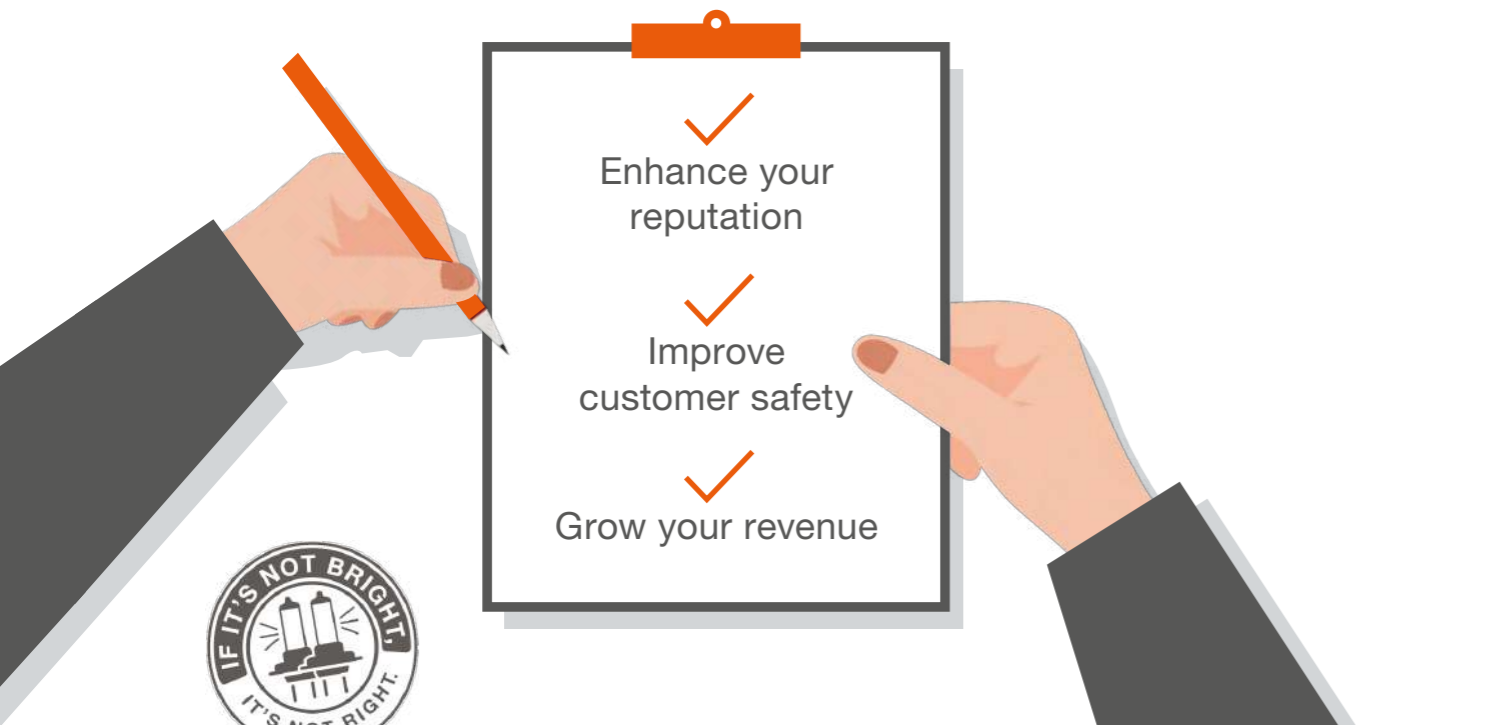 Enhance your
reputation
Improve
customer safety
Grow your revenue
IF IT'S NOT BRIGHT,
IT'S NOT RIGHT.